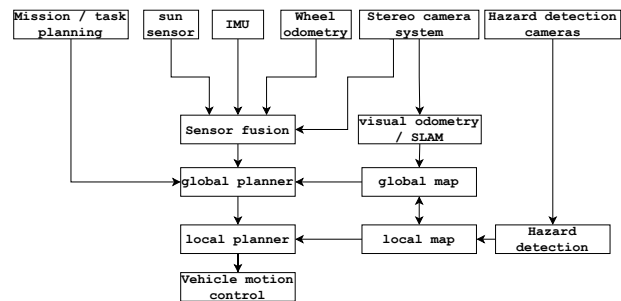 Mission / task
planning
sun
sensor
IMU
Wheel
odometry
Stereo camera
system
Hazard detection
cameras
Sensor fusion
visual odometry
/ SLAM
global planner
global map
local planner
local map
Hazard
detection
Vehicle motion
control